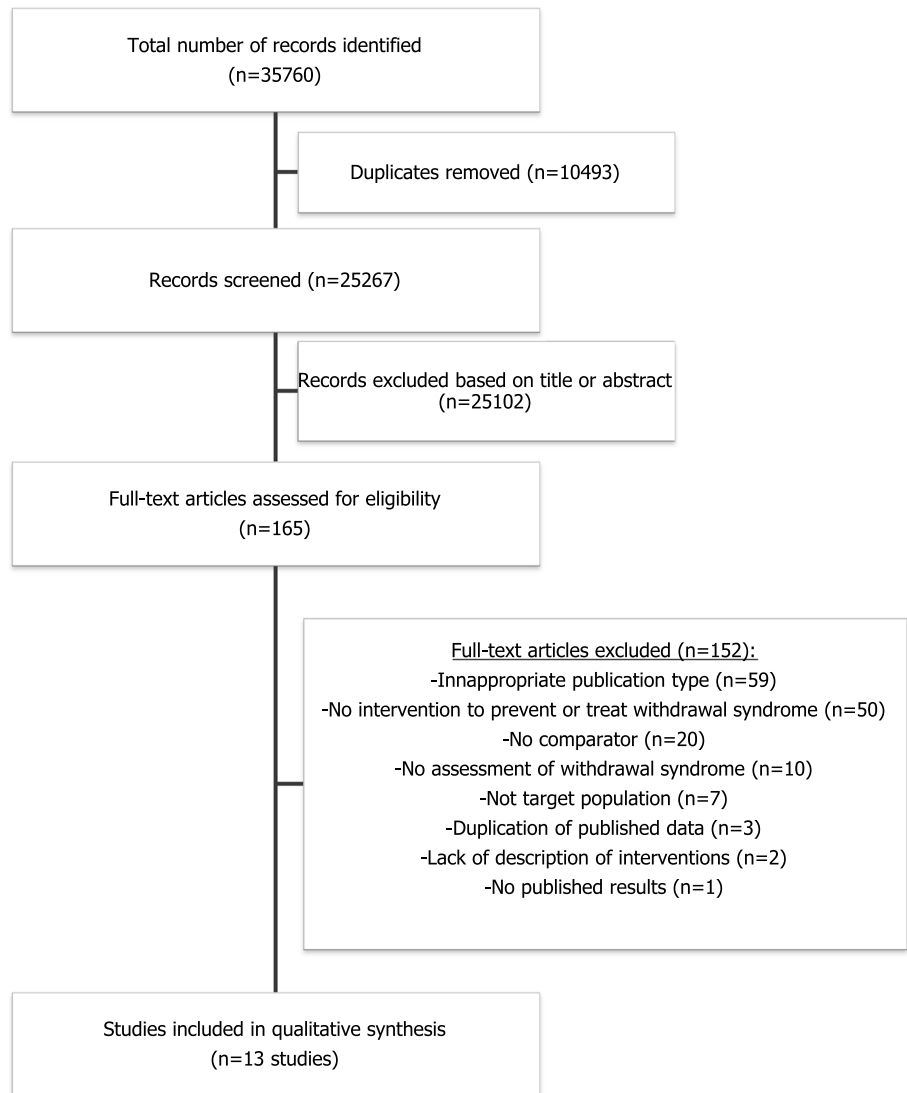 Total number of records identified
(n=35760)
Duplicates removed (n=10493)
Records screened (n=25267)
Records excluded based on title or abstract
(n=25102)
Full-text articles assessed for eligibility
(n=165)
Full-text articles excluded (n=152):
-Innappropriate publication type (n=59)
-No intervention to prevent or treat withdrawal syndrome (n=50)
-No comparator (n=20)
-No assessment of withdrawal syndrome (n=10)
-Not target population (n=7)
-Duplication of published data (n=3)
-Lack of description of interventions (n=2)
-No published results (n=1)
Studies included in qualitative synthesis
(n=13 studies)